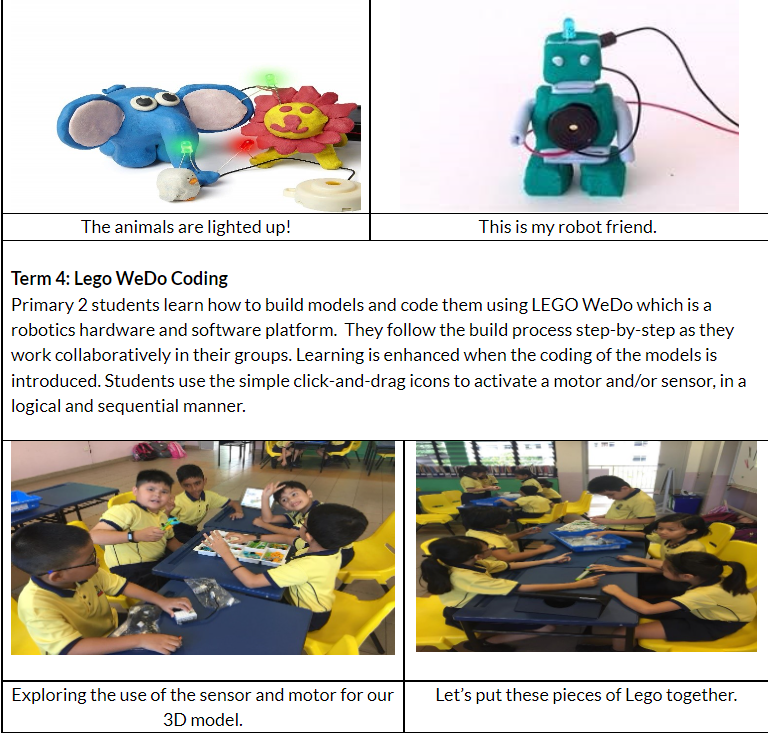 The animals are lighted up!
This is my robot friend.
Term 4: Lego WeDo Coding
Primary 2 students learn how to build models and code them using LEGO WeDo which is a
robotics hardware and software platform.  They follow the build process step-by-step as they
work collaboratively in their groups. Learning is enhanced when the coding of the models is
introduced. Students use the simple click-and-drag icons to activate a motor and/or sensor, in a
logical and sequential manner.
Exploring the use of the sensor and motor for our
3D model.
Let’s put these pieces of Lego together.